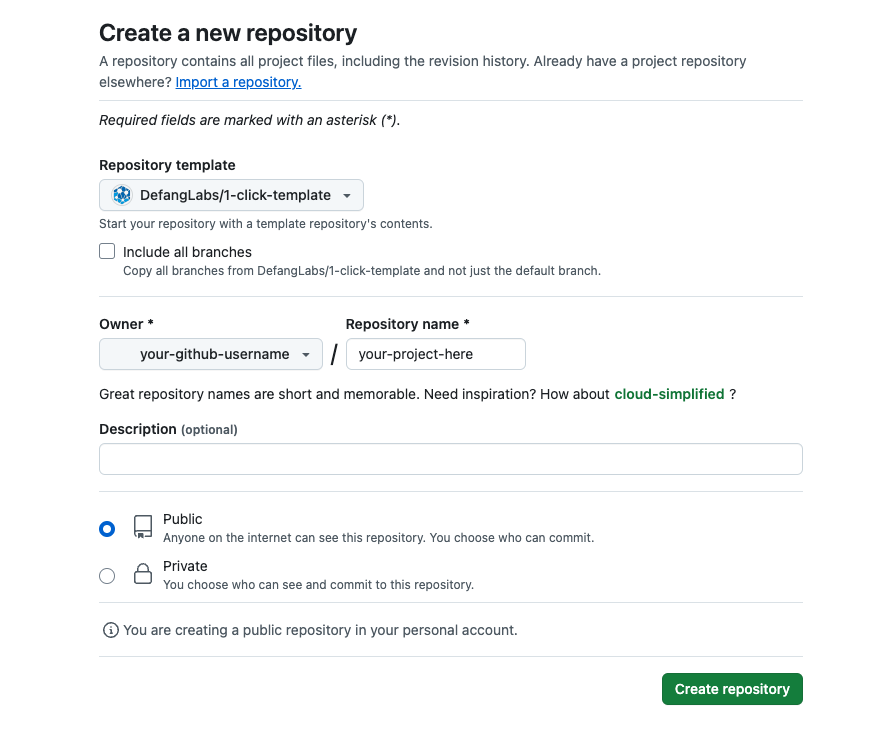 Create a new repository
A repository contains all project files, including the revision history. Already have a project repository
elsewhere? Import a repository.
Required fields are marked with an asterisk (*).
Repository template
DefangLabs/1-click-template
Start your repository with a template repository's contents.
Include all branches
Copy all branches from DefangLabs/1-click-template and not just the default branch.
Owner * Repository name *
your-github-username / your-project-here
Great repository names are short and memorable. Need inspiration? How about cloud-simplified ?
Description (optional)
Public
Anyone on the internet can see this repository. You choose who can commit.
Private
You choose who can see and commit to this repository.
You are creating a public repository in your personal account.
Create repository